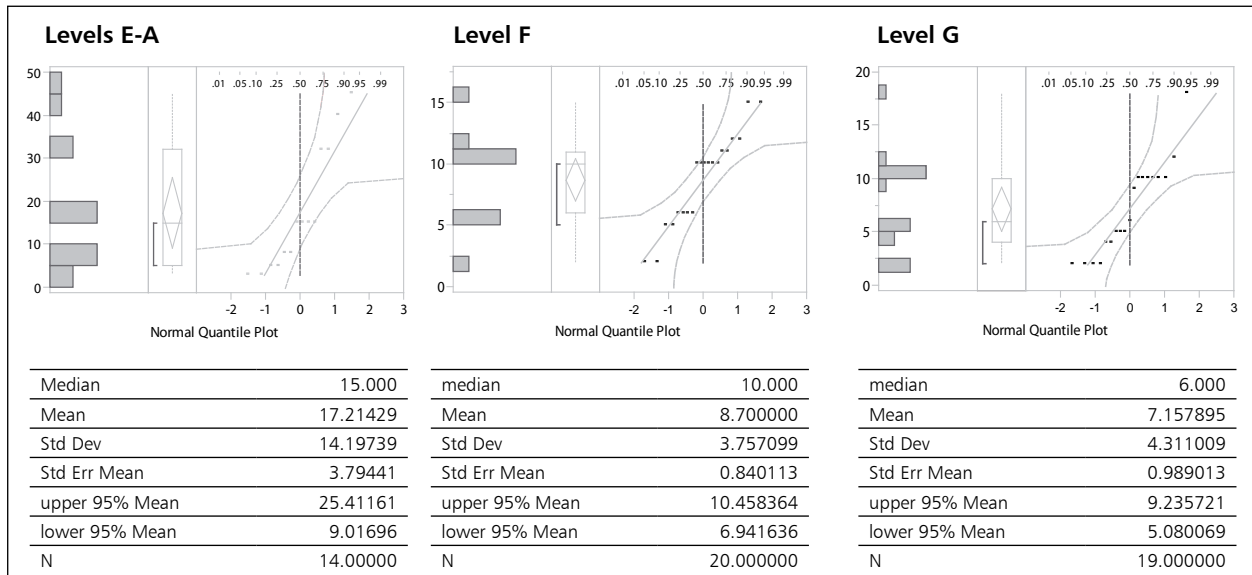 Levels E-A
50
40
30
20
10
0
.01 .05 .10 .25 .50 .75 .90 .95 .99
-2 -1 0 1 2 3
Normal Quantile Plot
Median 15.000
Mean 17.21429
Std Dev 14.19739
Std Err Mean 3.79441
upper 95% Mean 25.41161
lower 95% Mean 9.01696
N 14.00000
Level F
15
10
5
0
.01 .05 .10 .25 .50 .75 .90 .95 .99
-2 -1 0 1 2 3
Normal Quantile Plot
median 10.000
Mean 8.700000
Std Dev 3.757099
Std Err Mean 0.840113
upper 95% Mean 10.458364
lower 95% Mean 6.941636
N 20.000000
Level G
20
15
10
5
0
.01 .05 .10 .25 .50 .75 .90 .95 .99
-2 -1 0 1 2 3
Normal Quantile Plot
median 6.000
Mean 7.157895
Std Dev 4.311009
Std Err Mean 0.989013
upper 95% Mean 9.235721
lower 95% Mean 5.080069
N 19.000000